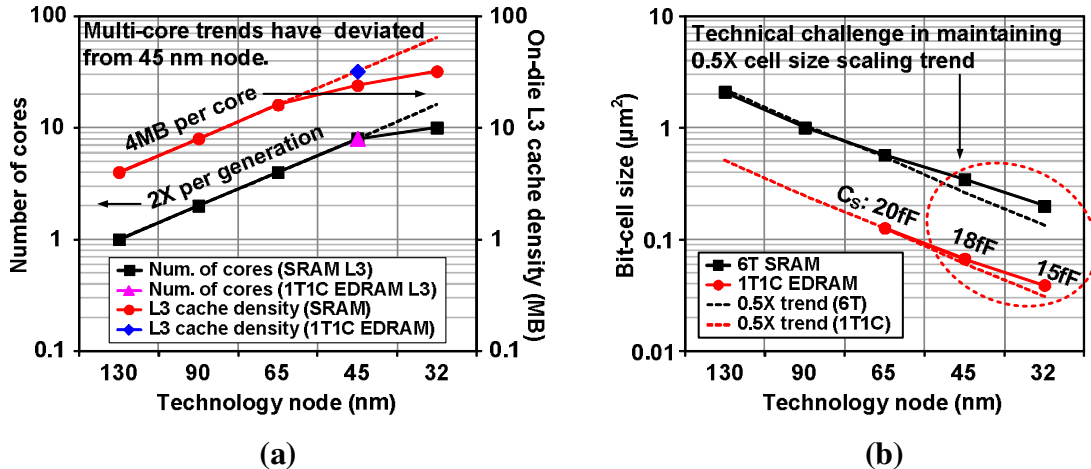 Multi-core trends have deviated
from 45 nm node.
4MB per core
2X per generation
Number of cores
100
10
1
0.1
On-die L3 cache density (MB)
100
10
1
0.1
Num. of cores (SRAM L3)
Num. of cores (1T1C EDRAM L3)
L3 cache density (SRAM)
L3 cache density (1T1C EDRAM)
130 90 65 45 32
Technology node (nm)
(a)
Technical challenge in maintaining
0.5X cell size scaling trend
Bit-cell size (µm²)
10
1
0.1
0.01
CS: 20fF
18fF
15fF
6T SRAM
1T1C EDRAM
0.5X trend (6T)
0.5X trend (1T1C)
130 90 65 45 32
Technology node (nm)
(b)